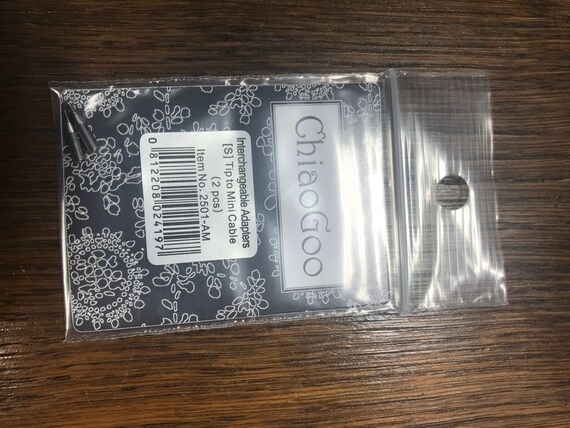 ChiaoGoo
Interchangeable Adapters
[S] Tip to Mini Cable
(2 pcs)
Item No. 2501-AM
0 812208 024197